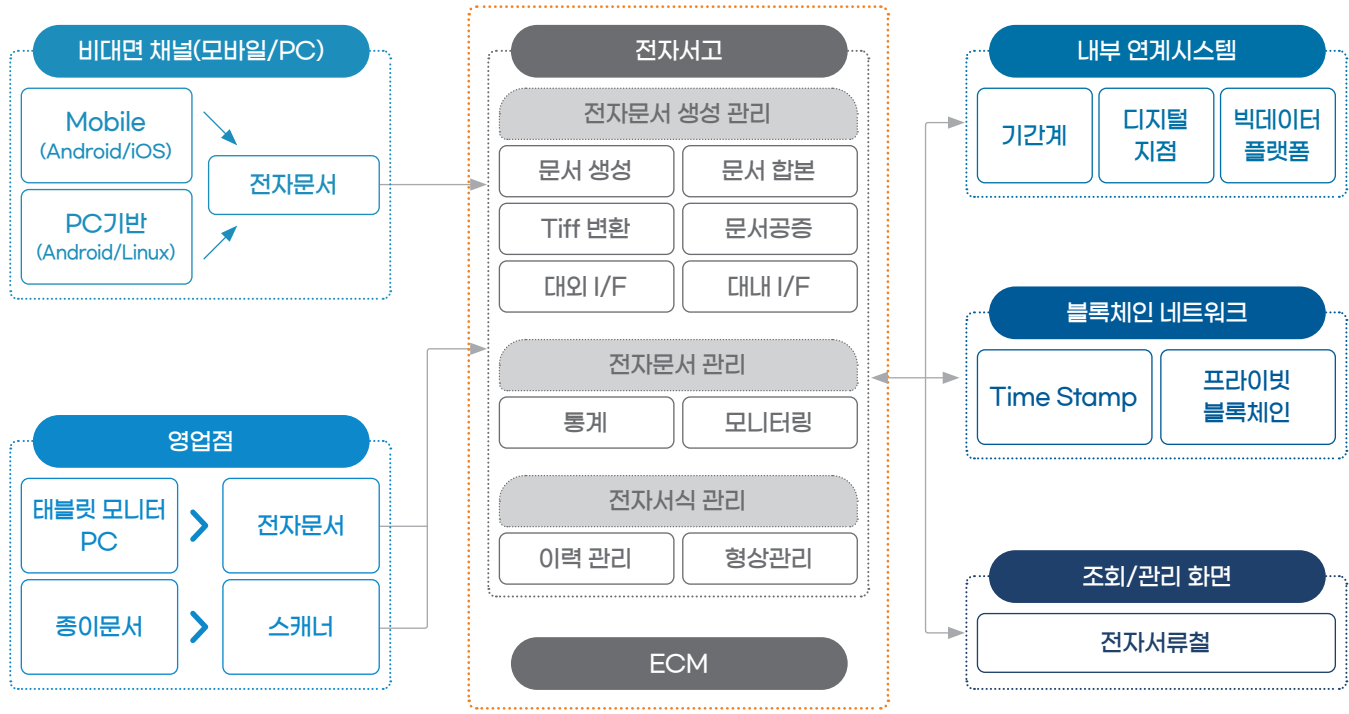 비대면 채널(모바일/PC)
Mobile
(Android/iOS)
PC기반
(Android/Linux)
전자문서
영업점
태블릿 모니터
PC
전자문서
종이문서
스캐너
전자서고
전자문서 생성 관리
문서 생성
문서 합본
Tiff 변환
문서공증
대외 I/F
대내 I/F
전자문서 관리
통계
모니터링
전자서식 관리
이력 관리
형상관리
ECM
내부 연계시스템
기간계
디지털
지점
빅데이터
플랫폼
블록체인 네트워크
Time Stamp
프라이빗
블록체인
조회/관리 화면
전자서류철